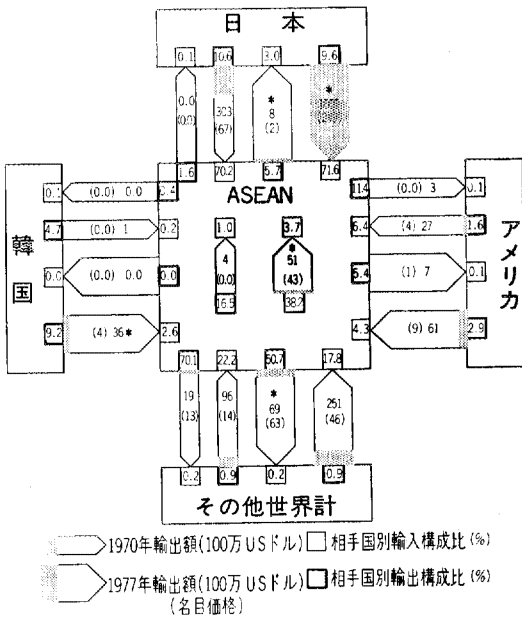 日本
0.1 10.6 3.0 9.6
0.0 303 * *
(0.0) (67) 8
(2)
1.6 70.2 5.7 71.6
ASEAN
韓国
0.1 (0.0) 0.0 0.4
4.7 (0.0) 1 0.2
0.0 (0.0) 0.0 0.0
9.2 (4) 36* 2.6
1.0 3.7
4 *
(0.0) 51
(43)
16.5 38.2
アメリカ
11.4 (0.0) 3 0.1
6.4 (4) 27 1.6
6.4 (1) 7 0.1
4.3 (9) 61 2.9
70.1 22.2 50.7 17.8
19 96 * 251
(13) (14) 69 (46)
(63)
0.2 0.9 0.2 0.9
その他世界計
1970年輸出額(100万USドル) 相手国別輸入構成比(%)
1977年輸出額(100万USドル) 相手国別輸出構成比(%)
(名目価格)